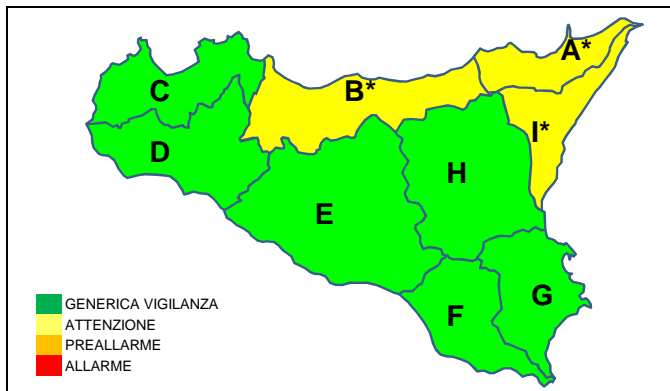 A*
C
B*
I*
D
H
E
G
F
GENERICA VIGILANZA
ATTENZIONE
PREALLARME
ALLARME